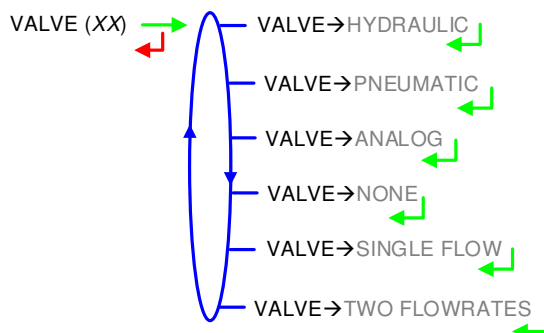 VALVE (XX)
VALVE→HYDRAULIC
VALVE→PNEUMATIC
VALVE→ANALOG
VALVE→NONE
VALVE→SINGLE FLOW
VALVE→TWO FLOWRATES